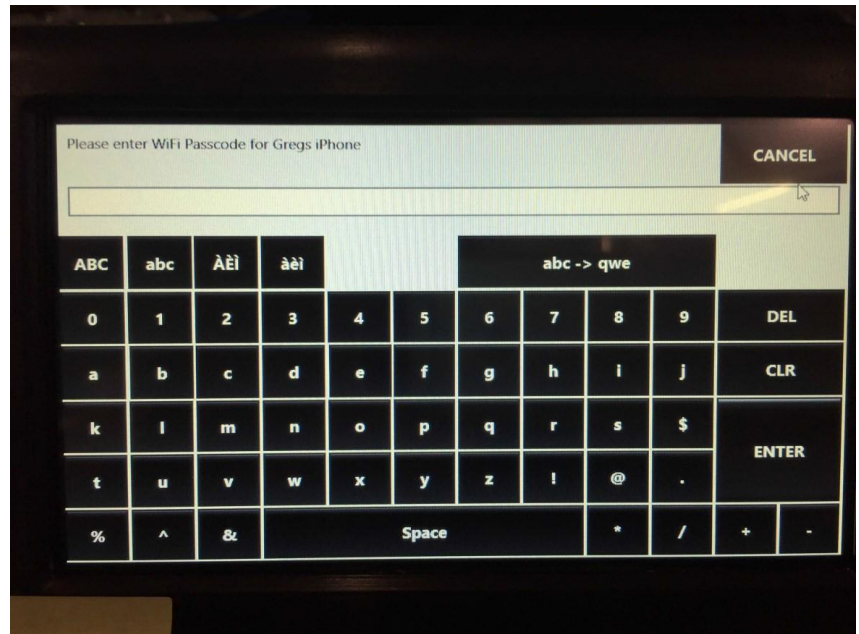 Please enter WiFi Passcode for Gregs iPhone CANCEL
ABC abc ÀÈÌ àèì abc -> qwe
0 1 2 3 4 5 6 7 8 9 DEL
a b c d e f g h i j CLR
k l m n o p q r s $
ENTER
t u v w x y z ! @ .
% ^ & Space * / + -